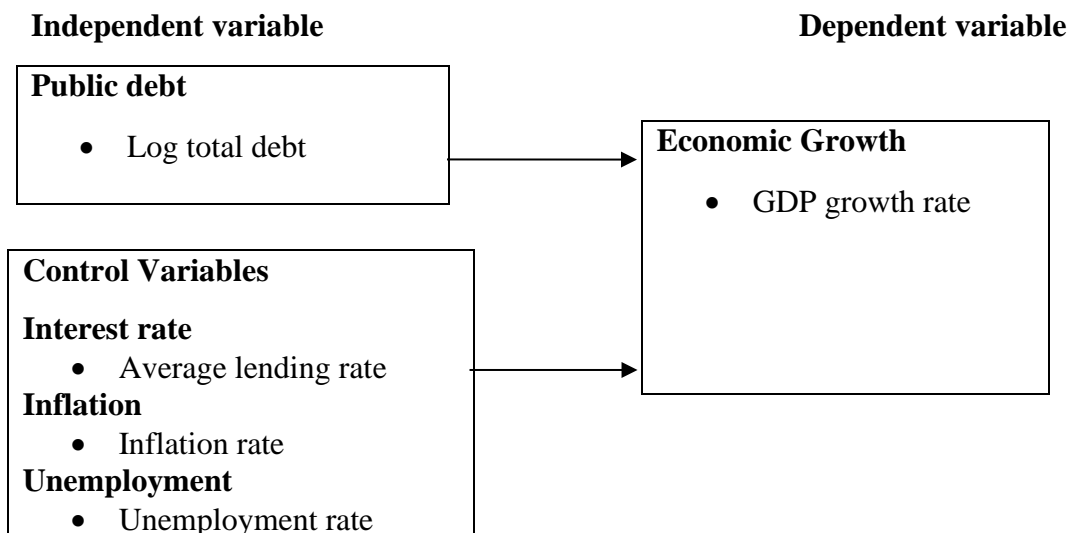 Independent variable
Dependent variable
Public debt
• Log total debt
Economic Growth
• GDP growth rate
Control Variables
Interest rate
• Average lending rate
Inflation
• Inflation rate
Unemployment
• Unemployment rate